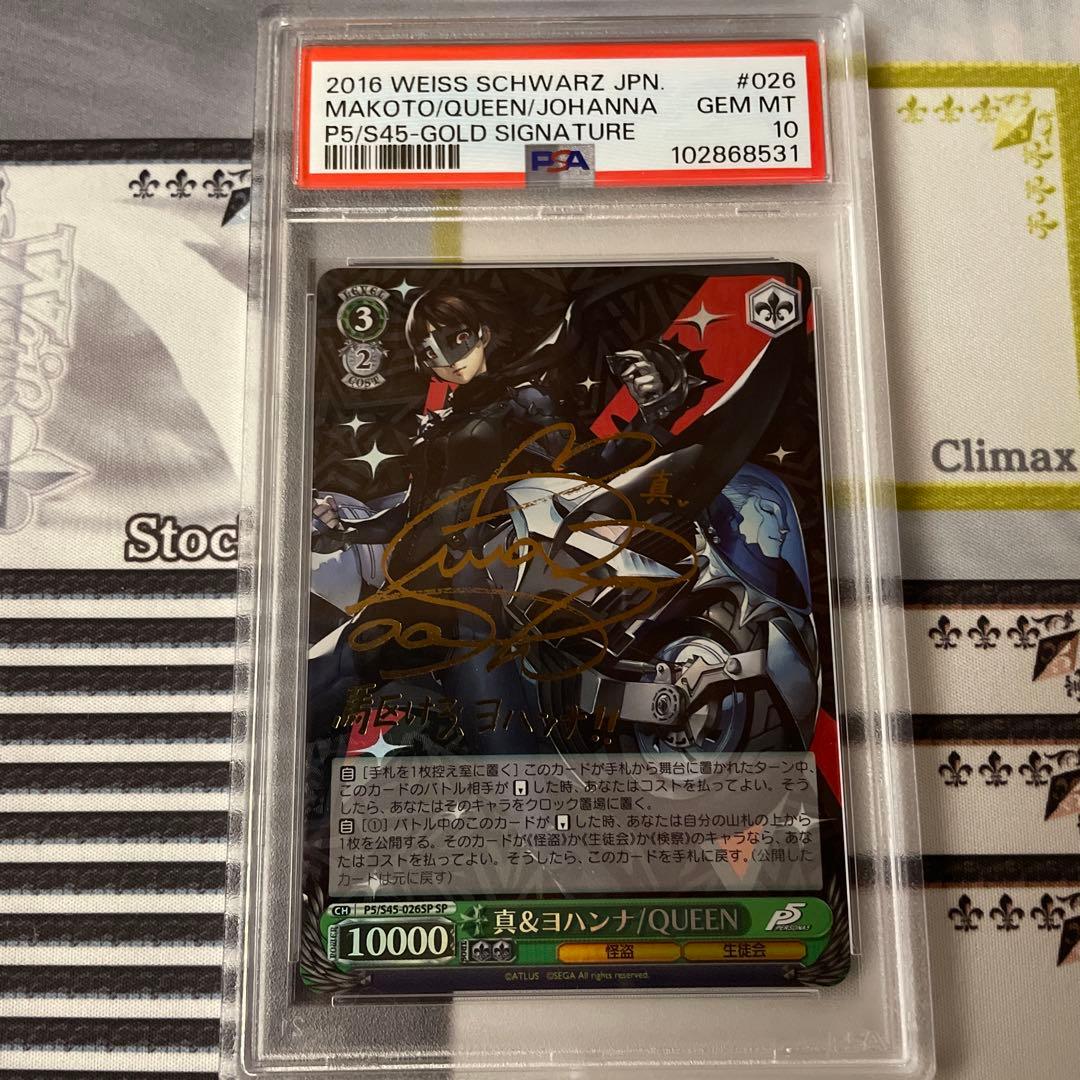 2016 WEISS SCHWARZ JPN. #026
MAKOTO/QUEEN/JOHANNA GEM MT
P5/S45-GOLD SIGNATURE 10
PSA 102868531
LEVEL
3
2
COST
真
駆けろ ヨハンナ!!
自 [手札を1枚控え室に置く] このカードが手札から舞台に置かれたターン中、
このカードのバトル相手が した時、あなたはコストを払ってよい。そう
したら、あなたはそのキャラをクロック置場に置く。
自 [①] バトル中のこのカードが した時、あなたは自分の山札の上から
1枚を公開する。そのカードが《怪盗》か《生徒会》か《検察》のキャラなら、あな
たはコストを払ってよい。そうしたら、このカードを手札に戻す。(公開した
カードは元に戻す)
CH P5/S45-026SP SP
POWER 10000 SOUL 真&ヨハンナ/QUEEN P5 PERSONA5
怪盗 生徒会
©ATLUS ©SEGA All rights reserved.
Stoc
Climax